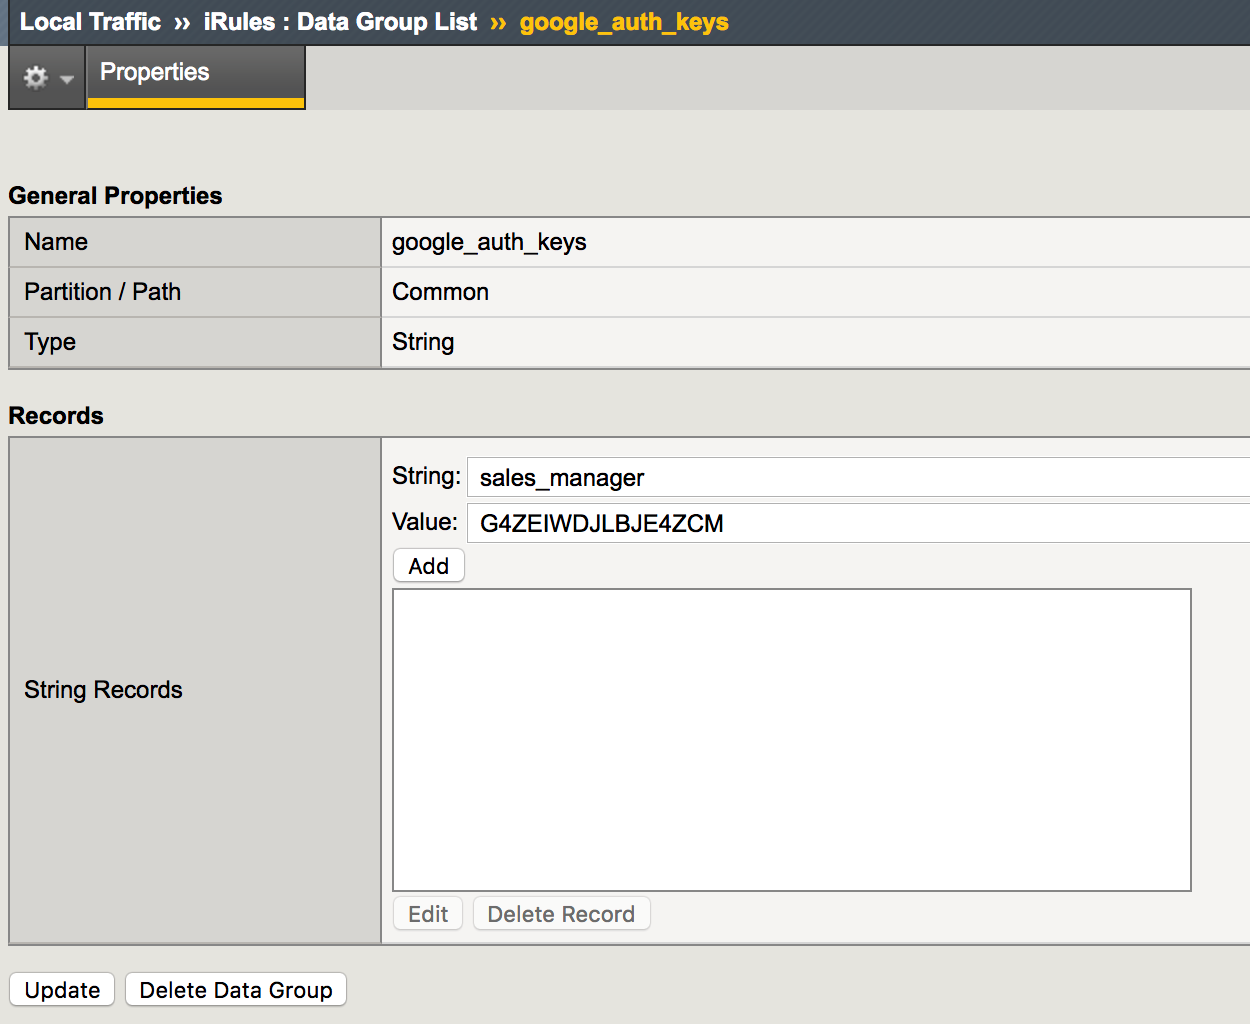 Local Traffic ›› iRules : Data Group List ›› google_auth_keys
Properties
General Properties
Name google_auth_keys
Partition / Path Common
Type String
Records
String: sales_manager
Value: G4ZEIWDJLBJE4ZCM
Add
String Records
Edit Delete Record
Update Delete Data Group